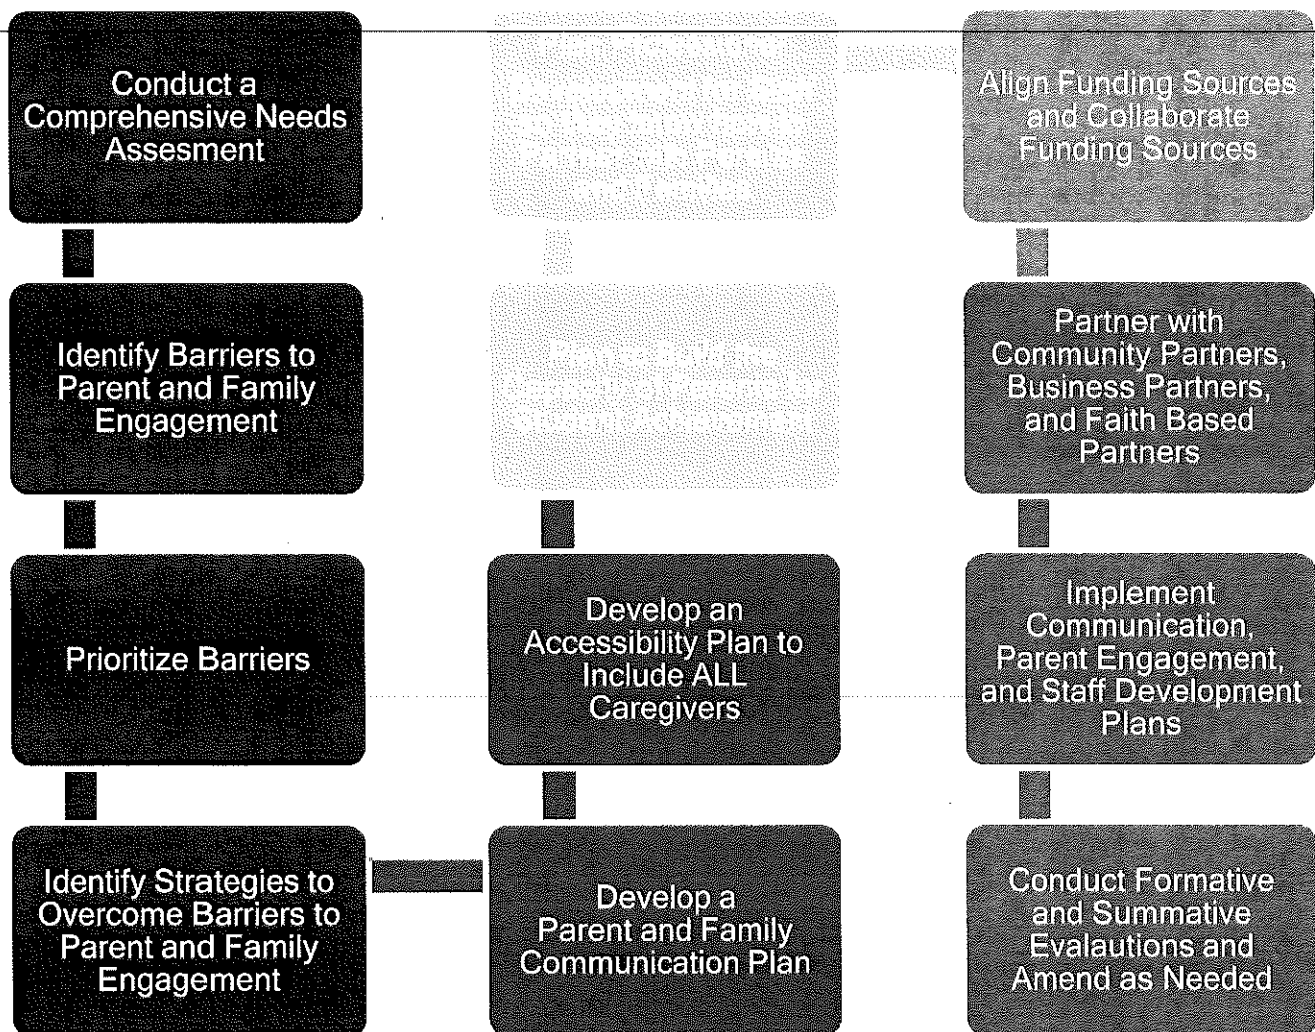 Conduct a
Comprehensive Needs
Assesment
Identify Barriers to
Parent and Family
Engagement
Prioritize Barriers
Identify Strategies to
Overcome Barriers to
Parent and Family
Engagement
Develop a
Parent and Family
Communication Plan
Develop an
Accessibility Plan to
Include ALL
Caregivers
Align Funding Sources
and Collaborate
Funding Sources
Partner with
Community Partners,
Business Partners,
and Faith Based
Partners
Implement
Communication,
Parent Engagement,
and Staff Development
Plans
Conduct Formative
and Summative
Evalautions and
Amend as Needed